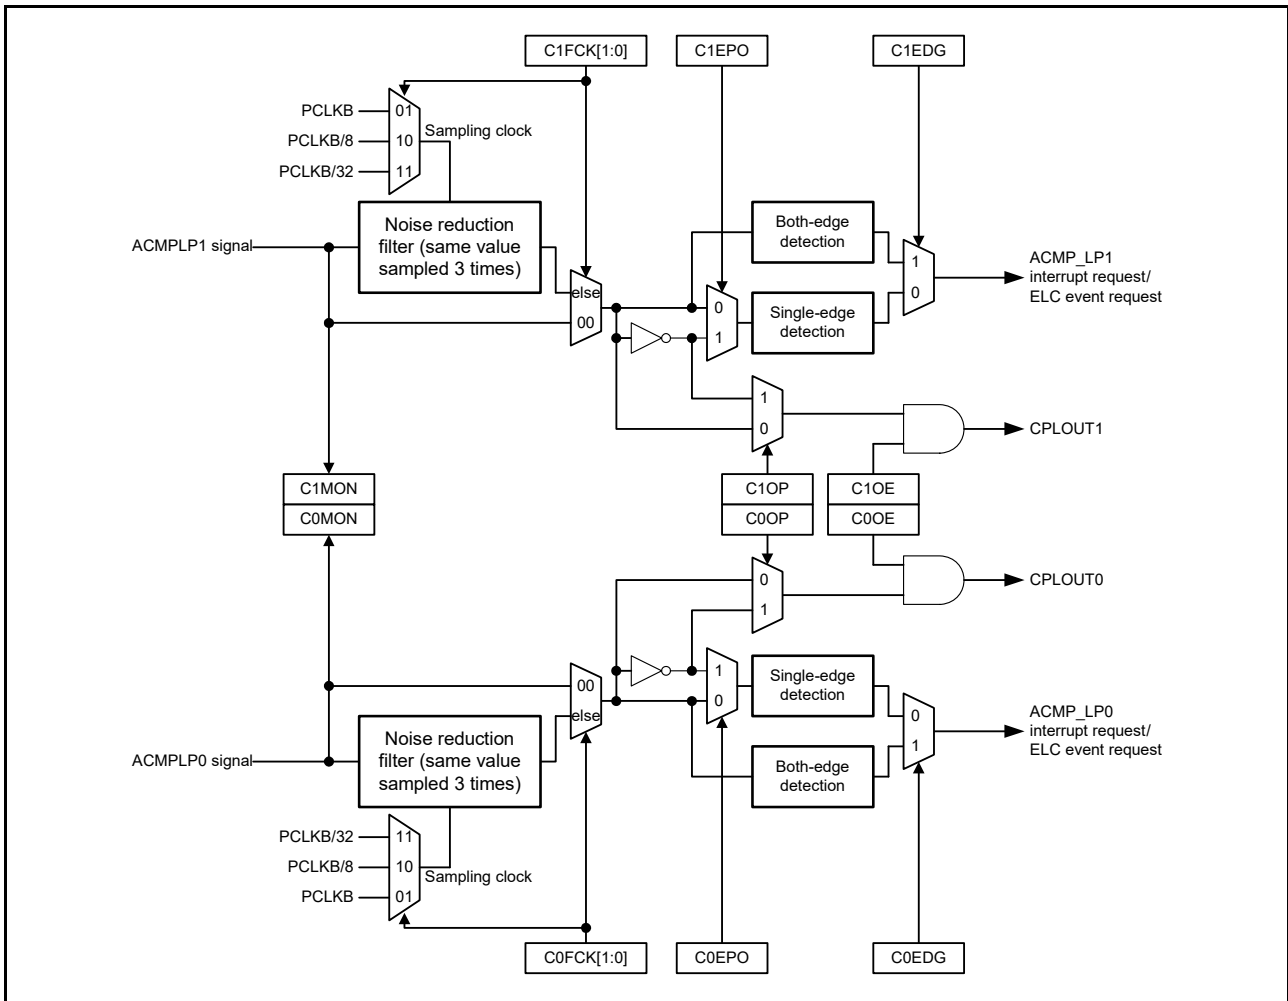 C1FCK[1:0]
C1EPO
C1EDG
PCLKB
01
PCLKB/8
10
Sampling clock
PCLKB/32
11
ACMPLP1 signal
Noise reduction
filter (same value
sampled 3 times)
else
00
Both-edge
detection
0
1
Single-edge
detection
1
0
ACMP_LP1
interrupt request/
ELC event request
1
0
CPLOUT1
C1MON
C0MON
C1OP
C0OP
C1OE
C0OE
0
1
CPLOUT0
00
else
1
0
Single-edge
detection
Both-edge
detection
0
1
ACMP_LP0
interrupt request/
ELC event request
ACMPLP0 signal
Noise reduction
filter (same value
sampled 3 times)
PCLKB/32
11
PCLKB/8
10
Sampling clock
PCLKB
01
C0FCK[1:0]
C0EPO
C0EDG